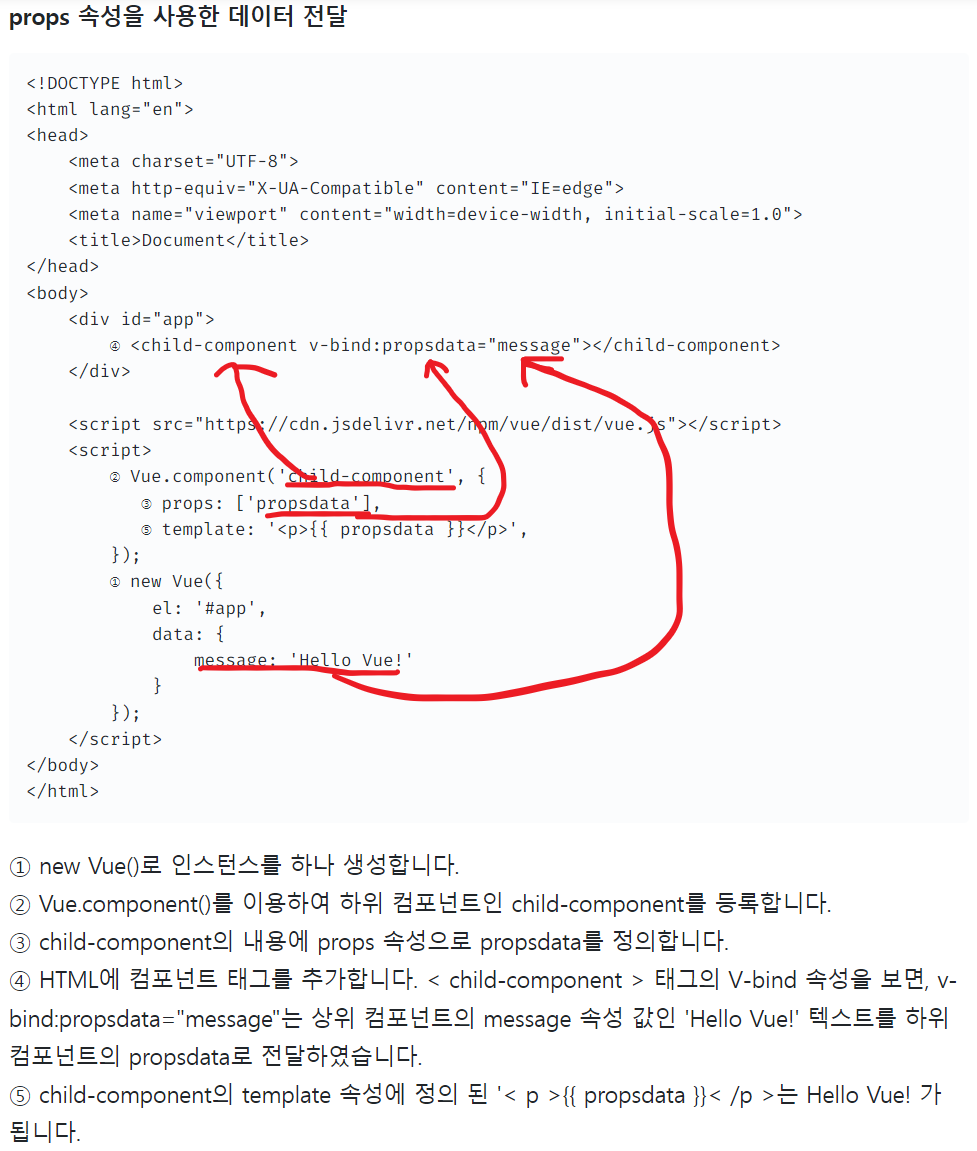 props 속성을 사용한 데이터 전달
<!DOCTYPE html>
<html lang="en">
<head>
    <meta charset="UTF-8">
    <meta http-equiv="X-UA-Compatible" content="IE=edge">
    <meta name="viewport" content="width=device-width, initial-scale=1.0">
    <title>Document</title>
</head>
<body>
    <div id="app">
        ④ <child-component v-bind:propsdata="message"></child-component>
    </div>
    <script src="https://cdn.jsdelivr.net/npm/vue/dist/vue.js"></script>
    <script>
        ② Vue.component('child-component', {
           ③ props: ['propsdata'],
           ⑤ template: '<p>{{ propsdata }}</p>',
        });
        ① new Vue({
            el: '#app',
            data: {
                message: 'Hello Vue!'
            }
        });
    </script>
</body>
</html>
① new Vue()로 인스턴스를 하나 생성합니다.
② Vue.component()를 이용하여 하위 컴포넌트인 child-component를 등록합니다.
③ child-component의 내용에 props 속성으로 propsdata를 정의합니다.
④ HTML에 컴포넌트 태그를 추가합니다. < child-component > 태그의 V-bind 속성을 보면, v-
bind:propsdata="message"는 상위 컴포넌트의 message 속성 값인 'Hello Vue!' 텍스트를 하위
컴포넌트의 propsdata로 전달하였습니다.
⑤ child-component의 template 속성에 정의 된 '< p >{{ propsdata }}< /p >는 Hello Vue! 가
됩니다.